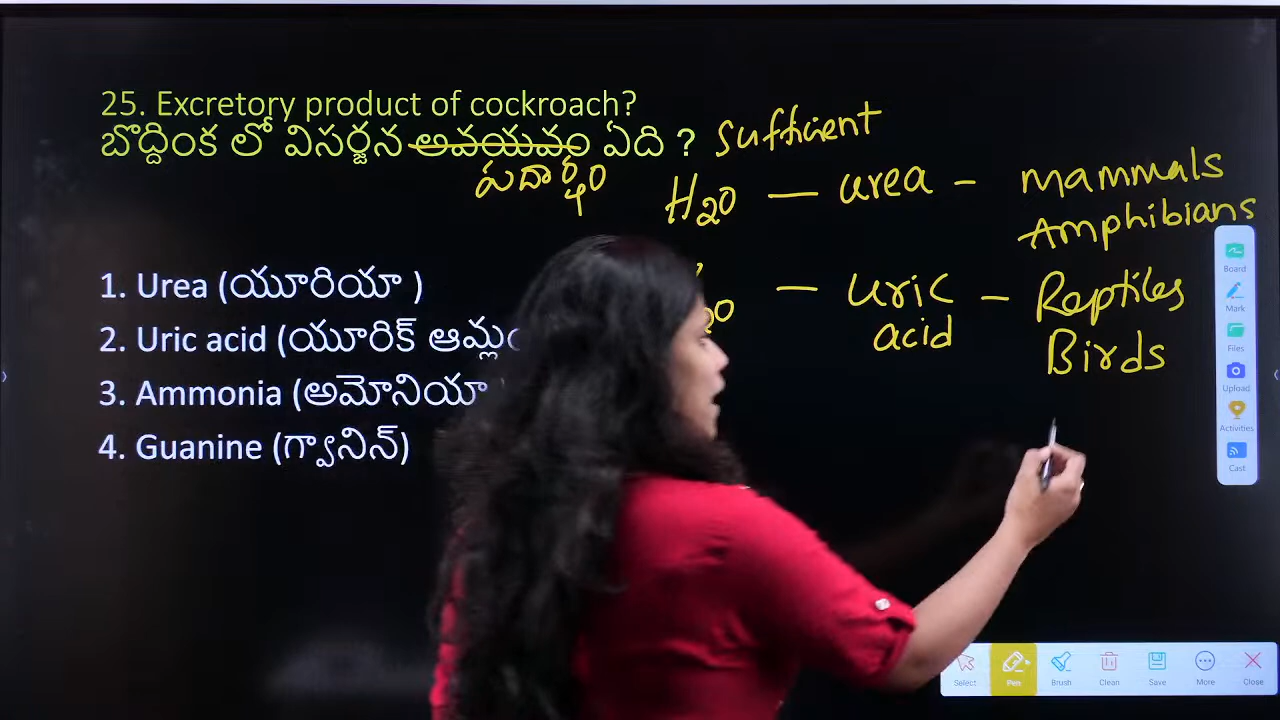 25. Excretory product of cockroach?
బొద్దింక లో విసర్జన అవయవం ఏది ?
పదార్థం
Sufficient
H2O — urea – mammals
Amphibians
— uric – Reptiles
acid Birds
1. Urea (యూరియా )
2. Uric acid (యూరిక్ ఆమ్లం
3. Ammonia (అమోనియా
4. Guanine (గ్వానిన్)
Board
Mark
Files
Upload
Activities
Cast
Select Pen Brush Clean Save More Close